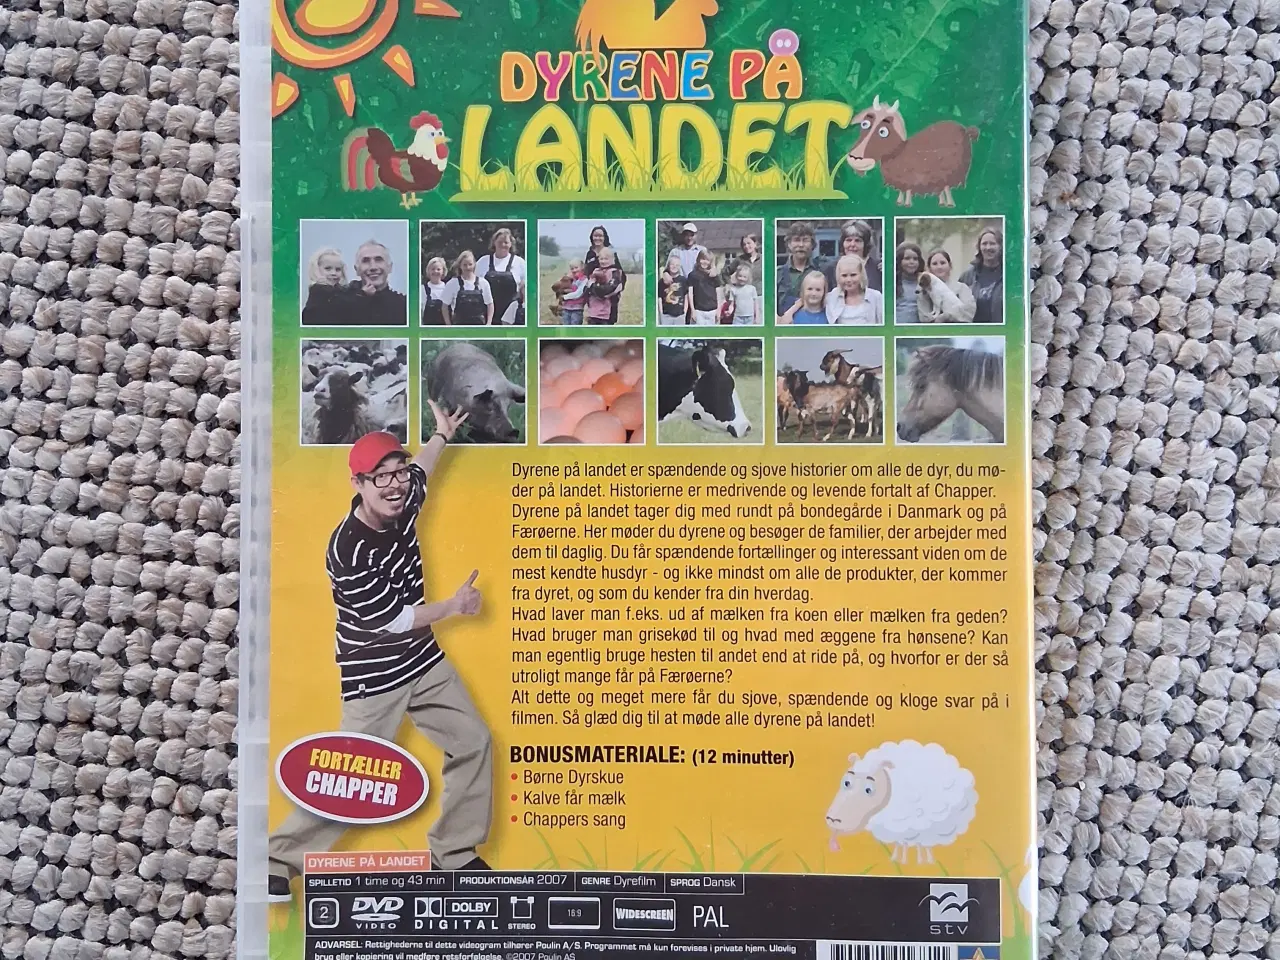 DYRENE PÅ
LANDET
Dyrene på landet er spændende og sjove historier om alle de dyr, du mø-
der på landet. Historierne er medrivende og levende fortalt af Chapper.
Dyrene på landet tager dig med rundt på bondegårde i Danmark og på
Færøerne. Her møder du dyrene og besøger de familier, der arbejder med
dem til daglig. Du får spændende fortællinger og interessant viden om de
mest kendte husdyr - og ikke mindst om alle de produkter, der kommer
fra dyret, og som du kender fra din hverdag.
Hvad laver man f.eks. ud af mælken fra koen eller mælken fra geden?
Hvad bruger man grisekød til og hvad med æggene fra hønsene? Kan
man egentlig bruge hesten til andet end at ride på, og hvorfor er der så
utroligt mange får på Færøerne?
Alt dette og meget mere får du sjove, spændende og kloge svar på i
filmen. Så glæd dig til at møde alle dyrene på landet!
FORTÆLLER
CHAPPER
BONUSMATERIALE: (12 minutter)
• Børne Dyrskue
• Kalve får mælk
• Chappers sang
DYRENE PÅ LANDET
SPILLETID 1 time og 43 min PRODUKTIONSÅR 2007 GENRE Dyrefilm SPROG Dansk
2 DVD VIDEO DOLBY DIGITAL STEREO 16:9 WIDESCREEN PAL
stv
ADVARSEL: Rettighederne til dette videogram tilhører Poulin A/S. Programmet må kun forevises i private hjem. Ulovlig
brug eller kopiering vil medføre retsforfølgelse. ©2007 Poulin AS